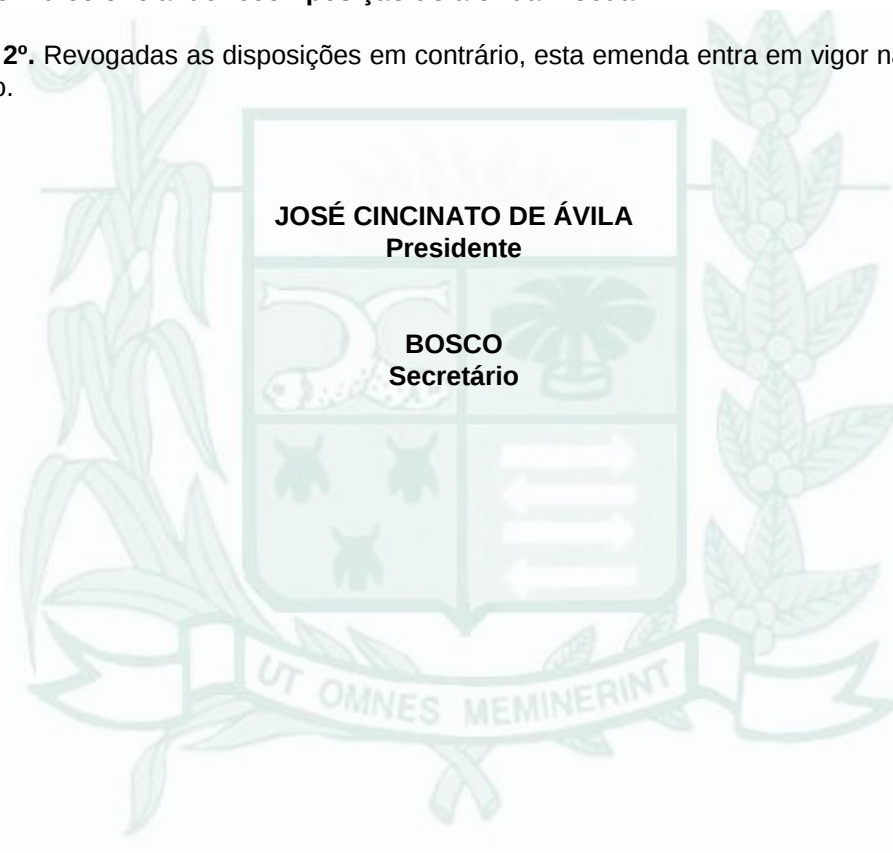 2º. Revogadas as disposições em contrário, esta emenda entra em vigor
o.
JOSÉ CINCINATO DE ÁVILA
Presidente
BOSCO
Secretário
UT OMNES MEMINERINT